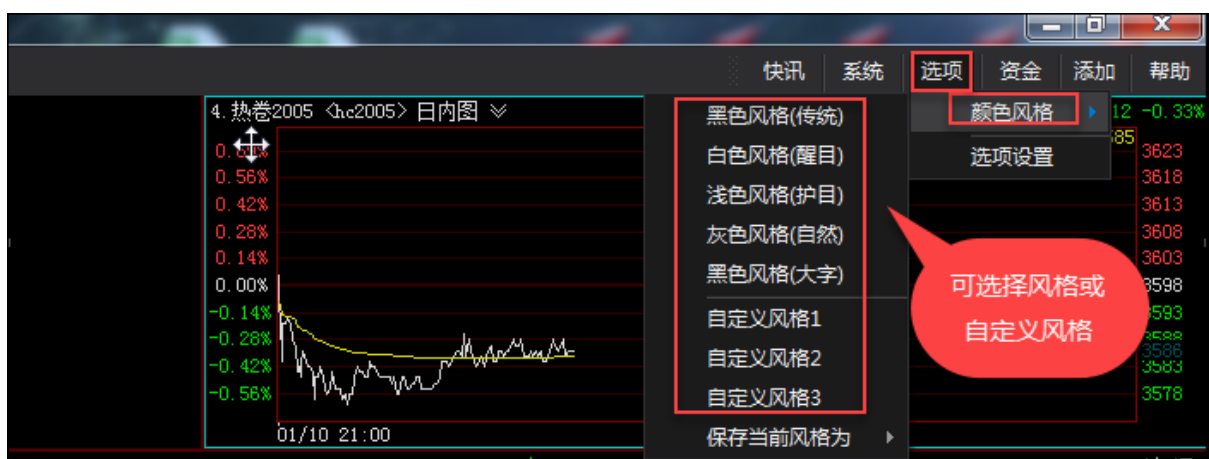 快讯 系统 选项 资金 添加 帮助
4.热卷2005 <hc2005> 日内图
0.56%
0.42%
0.28%
0.14%
0.00%
-0.14%
-0.28%
-0.42%
-0.56%
01/10 21:00
黑色风格(传统)
白色风格(醒目)
浅色风格(护目)
灰色风格(自然)
黑色风格(大字)
自定义风格1
自定义风格2
自定义风格3
保存当前风格为
颜色风格
选项设置
可选择风格或
自定义风格
12 -0.33%
85
3623
3618
3613
3608
3603
3598
3593
3588
3586
3583
3578